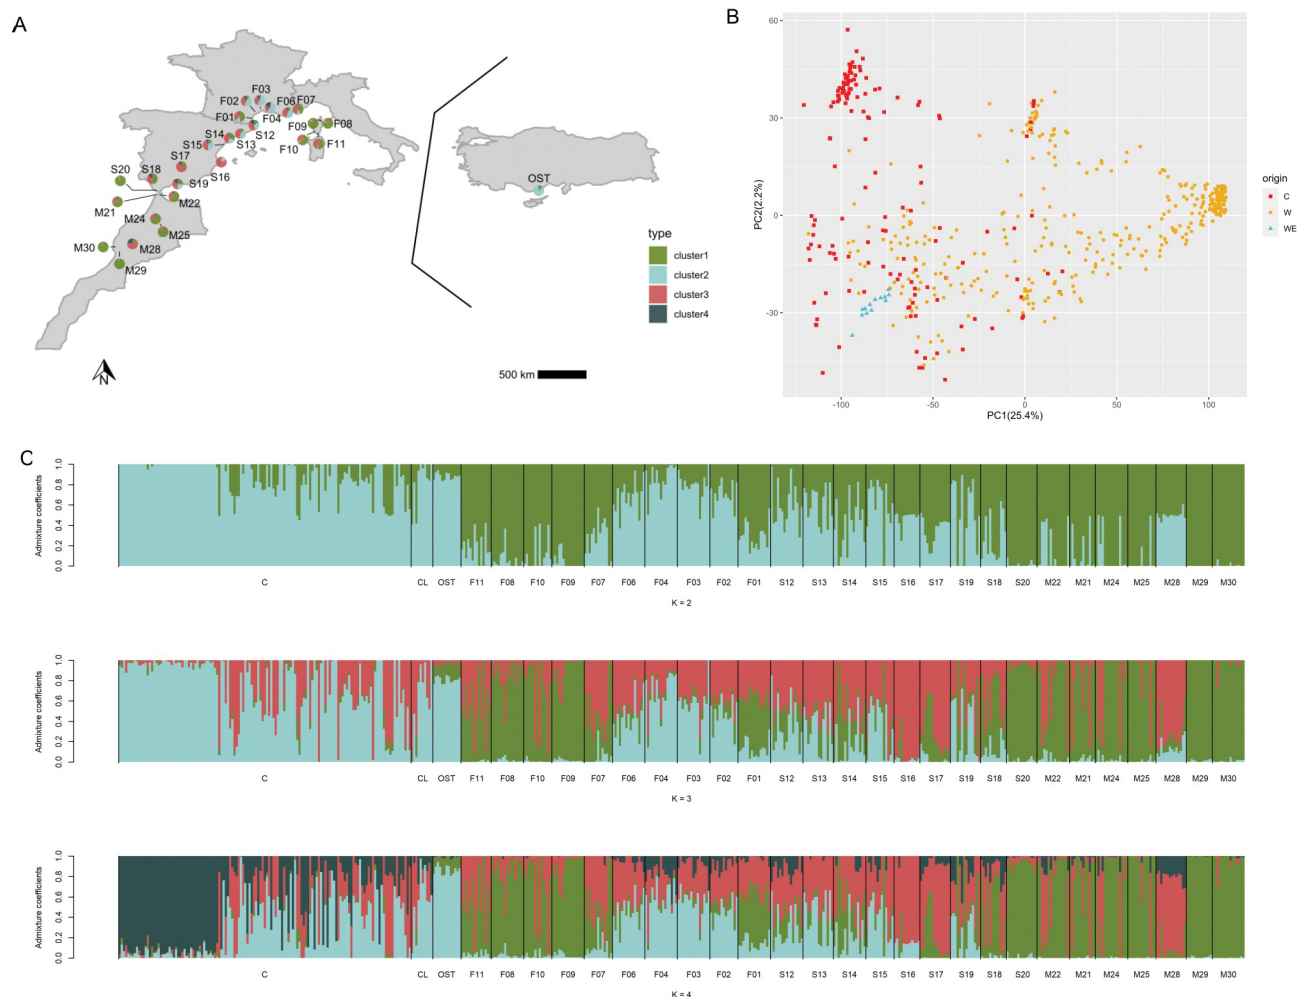 A
F03
F02
F06
F07
F01
F04
F09
F08
S14
S12
S15
S13
F10
F11
S17
S16
S20
S18
S19
M22
M21
M24
M25
M30
M28
M29
N
500 km
OST
type
cluster1
cluster2
cluster3
cluster4
B
60
30
0
-30
PC2(2.2%)
-100
-50
0
50
100
PC1(25.4%)
origin
C
W
WE
C
Admixture coefficients
0.0 0.2 0.4 0.6 0.8 1.0
C CL OST F11 F08 F10 F09 F07 F06 F04 F03 F02 F01 S12 S13 S14 S15 S16 S17 S19 S18 S20 M22 M21 M24 M25 M28 M29 M30
K = 2
Admixture coefficients
0.0 0.2 0.4 0.6 0.8 1.0
C CL OST F11 F08 F10 F09 F07 F06 F04 F03 F02 F01 S12 S13 S14 S15 S16 S17 S19 S18 S20 M22 M21 M24 M25 M28 M29 M30
K = 3
Admixture coefficients
0.0 0.2 0.4 0.6 0.8 1.0
C CL OST F11 F08 F10 F09 F07 F06 F04 F03 F02 F01 S12 S13 S14 S15 S16 S17 S19 S18 S20 M22 M21 M24 M25 M28 M29 M30
K = 4